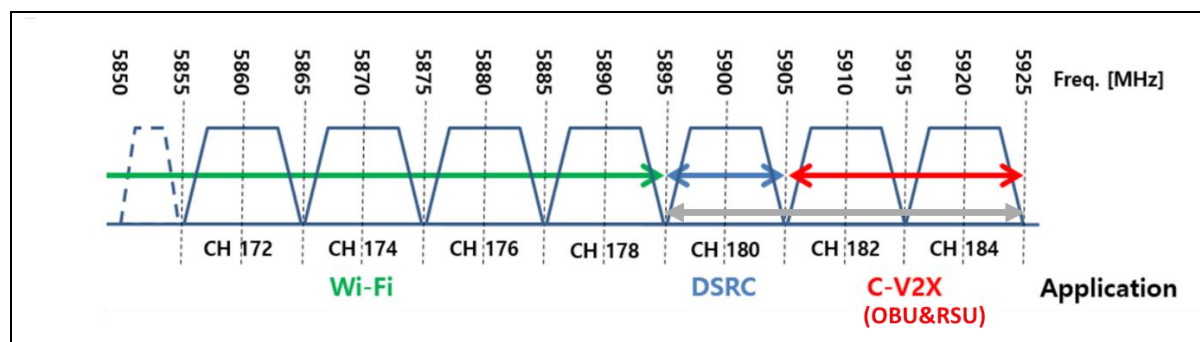 5850 5855 5860 5865 5870 5875 5880 5885 5890 5895 5900 5905 5910 5915 5920 5925 Freq. [MHz]
CH 172 CH 174 CH 176 CH 178 CH 180 CH 182 CH 184
Wi-Fi DSRC C-V2X Application
(OBU&RSU)